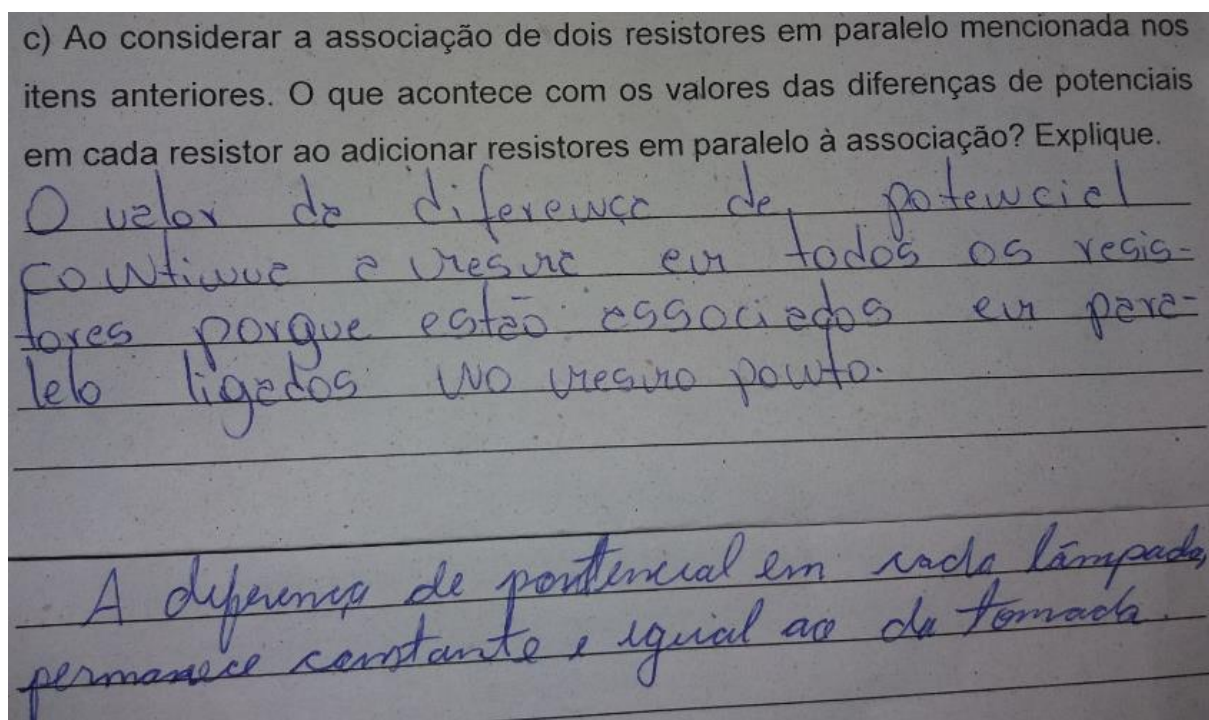 c) Ao considerar a associação de dois resistores em paralelo mencionada nos
itens anteriores. O que acontece com os valores das diferenças de potenciais
em cada resistor ao adicionar resistores em paralelo à associação? Explique.
O valor da diferença de potencial
continua a mesma em todos os resis-
tores porque estão associados em para-
lelo ligados no mesmo ponto.
A diferença de pontencial em cada lâmpada,
permanece constante e igual ao da tomada.